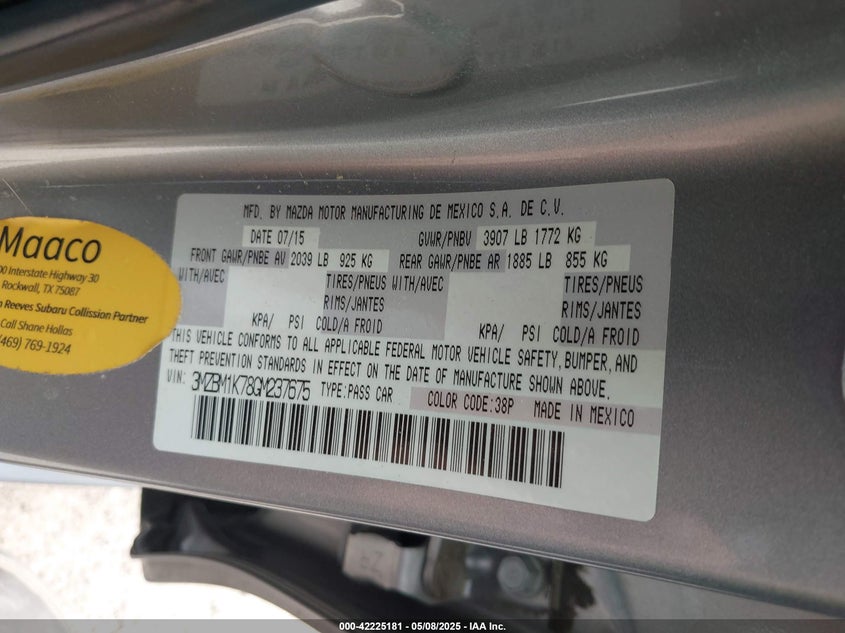 MFD. BY MAZDA MOTOR MANUFACTURING DE MEXICO S.A. DE C.V.
DATE 07/15 GVWR/PNBV 3907 LB 1772 KG
FRONT GAWR/PNBE AV 2039 LB 925 KG REAR GAWR/PNBE AR 1885 LB 855 KG
WITH/AVEC TIRES/PNEUS WITH/AVEC TIRES/PNEUS
RIMS/JANTES RIMS/JANTES
KPA/ PSI COLD/A FROID KPA/ PSI COLD/A FROID
THIS VEHICLE CONFORMS TO ALL APPLICABLE FEDERAL MOTOR VEHICLE SAFETY, BUMPER, AND
THEFT PREVENTION STANDARDS IN EFFECT ON THE DATE OF MANUFACTURE SHOWN ABOVE.
VIN: 3MZBM1K78GM237675 TYPE:PASS CAR COLOR CODE:38P MADE IN MEXICO
Maaco
00 Interstate Highway 30
Rockwall, TX 75087
n Reeves Subaru Collission Partner
Call Shane Hollas
(469) 769-1924
000-42225181 - 05/08/2025 - IAA Inc.